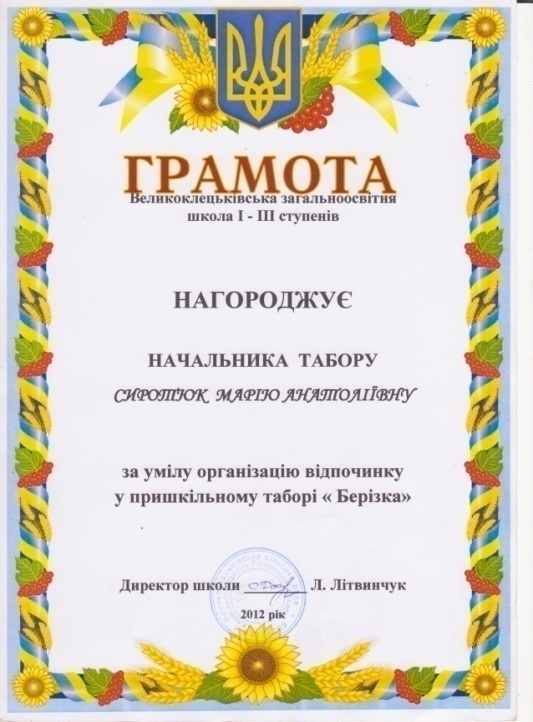 ГРАМОТА
Великоклецьківська загальноосвітня
школа І - ІІІ ступенів
НАГОРОДЖУЄ
НАЧАЛЬНИКА ТАБОРУ
СИРОТЮК МАРІЮ АНАТОЛІЇВНУ
за умілу організацію відпочинку
у пришкільному таборі « Берізка»
Директор школи ________ Л. Літвинчук
2012 рік